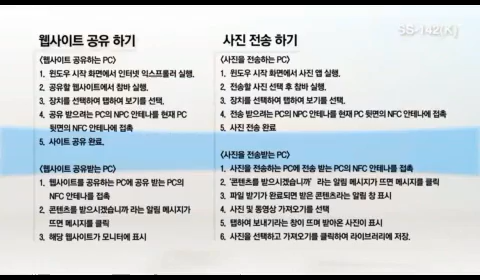 SS-142(K)
웹사이트 공유 하기
<웹사이트 공유하는 PC>
1. 윈도우 시작 화면에서 인터넷 익스플로러 실행.
2. 공유할 웹사이트에서 참바 실행.
3. 장치를 선택하여 탭하여 보기를 선택.
4. 공유 받으려는 PC의 NFC 안테나를 현재 PC
뒷면의 NFC 안테나에 접촉
5. 사이트 공유 완료.
<웹사이트 공유받는 PC>
1. 웹사이트를 공유하는 PC에 공유 받는 PC의
NFC 안테나를 접촉
2. 콘텐츠를 받으시겠습니까 라는 알림 메시지가
뜨면 메시지를 클릭
3. 해당 웹사이트가 모니터에 표시
사진 전송 하기
<사진을 전송하는 PC>
1. 윈도우 시작 화면에서 사진 앱 실행.
2. 전송할 사진 선택 후 참바 실행.
3. 장치를 선택하여 탭하여 보기를 선택.
4. 전송 받으려는 PC의 NFC 안테나를 현재 PC 뒷면의 NFC 안테나에 접촉
5. 사진 전송 완료
<사진을 전송받는 PC>
1. 사진을 전송하는 PC에 전송 받는 PC의 NFC 안테나를 접촉
2. '콘텐츠를 받으시겠습니까' 라는 알림 메시지가 뜨면 메시지를 클릭
3. 파일 받기가 완료되면 받은 콘텐츠라는 알림 창 표시
4. 사진 및 동영상 가져오기를 선택
5. 탭하여 보내기라는 창이 뜨며 받아온 사진이 표시
6. 사진을 선택하고 가져오기를 클릭하여 라이브러리에 저장.